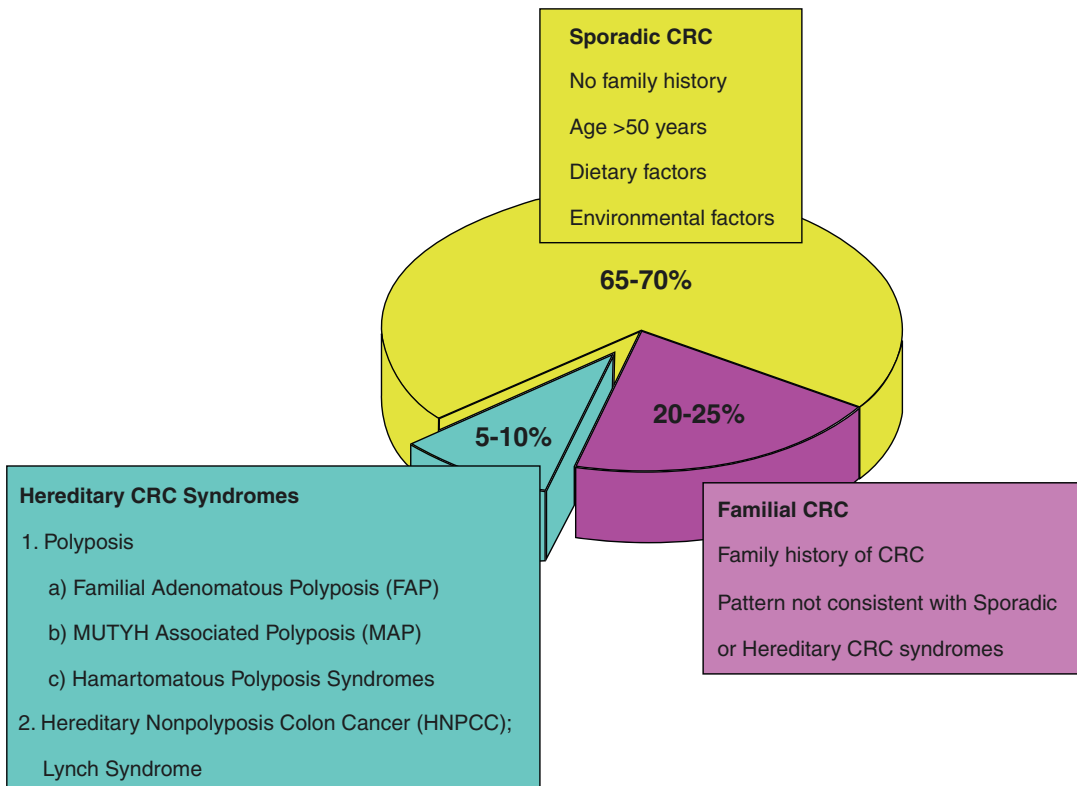 Sporadic CRC
No family history
Age >50 years
Dietary factors
Environmental factors
65-70%
5-10%
20-25%
Hereditary CRC Syndromes
1. Polyposis
a) Familial Adenomatous Polyposis (FAP)
b) MUTYH Associated Polyposis (MAP)
c) Hamartomatous Polyposis Syndromes
2. Hereditary Nonpolyposis Colon Cancer (HNPCC);
Lynch Syndrome
Familial CRC
Family history of CRC
Pattern not consistent with Sporadic
or Hereditary CRC syndromes